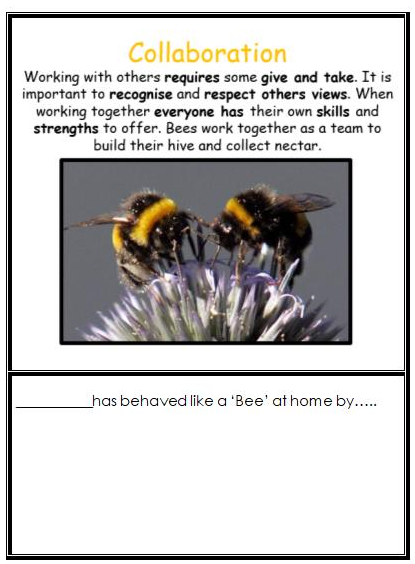 Collaboration
Working with others requires some give and take. It is
important to recognise and respect others views. When
working together everyone has their own skills and
strengths to offer. Bees work together as a team to
build their hive and collect nectar.
__________has behaved like a ‘Bee’ at home by…..